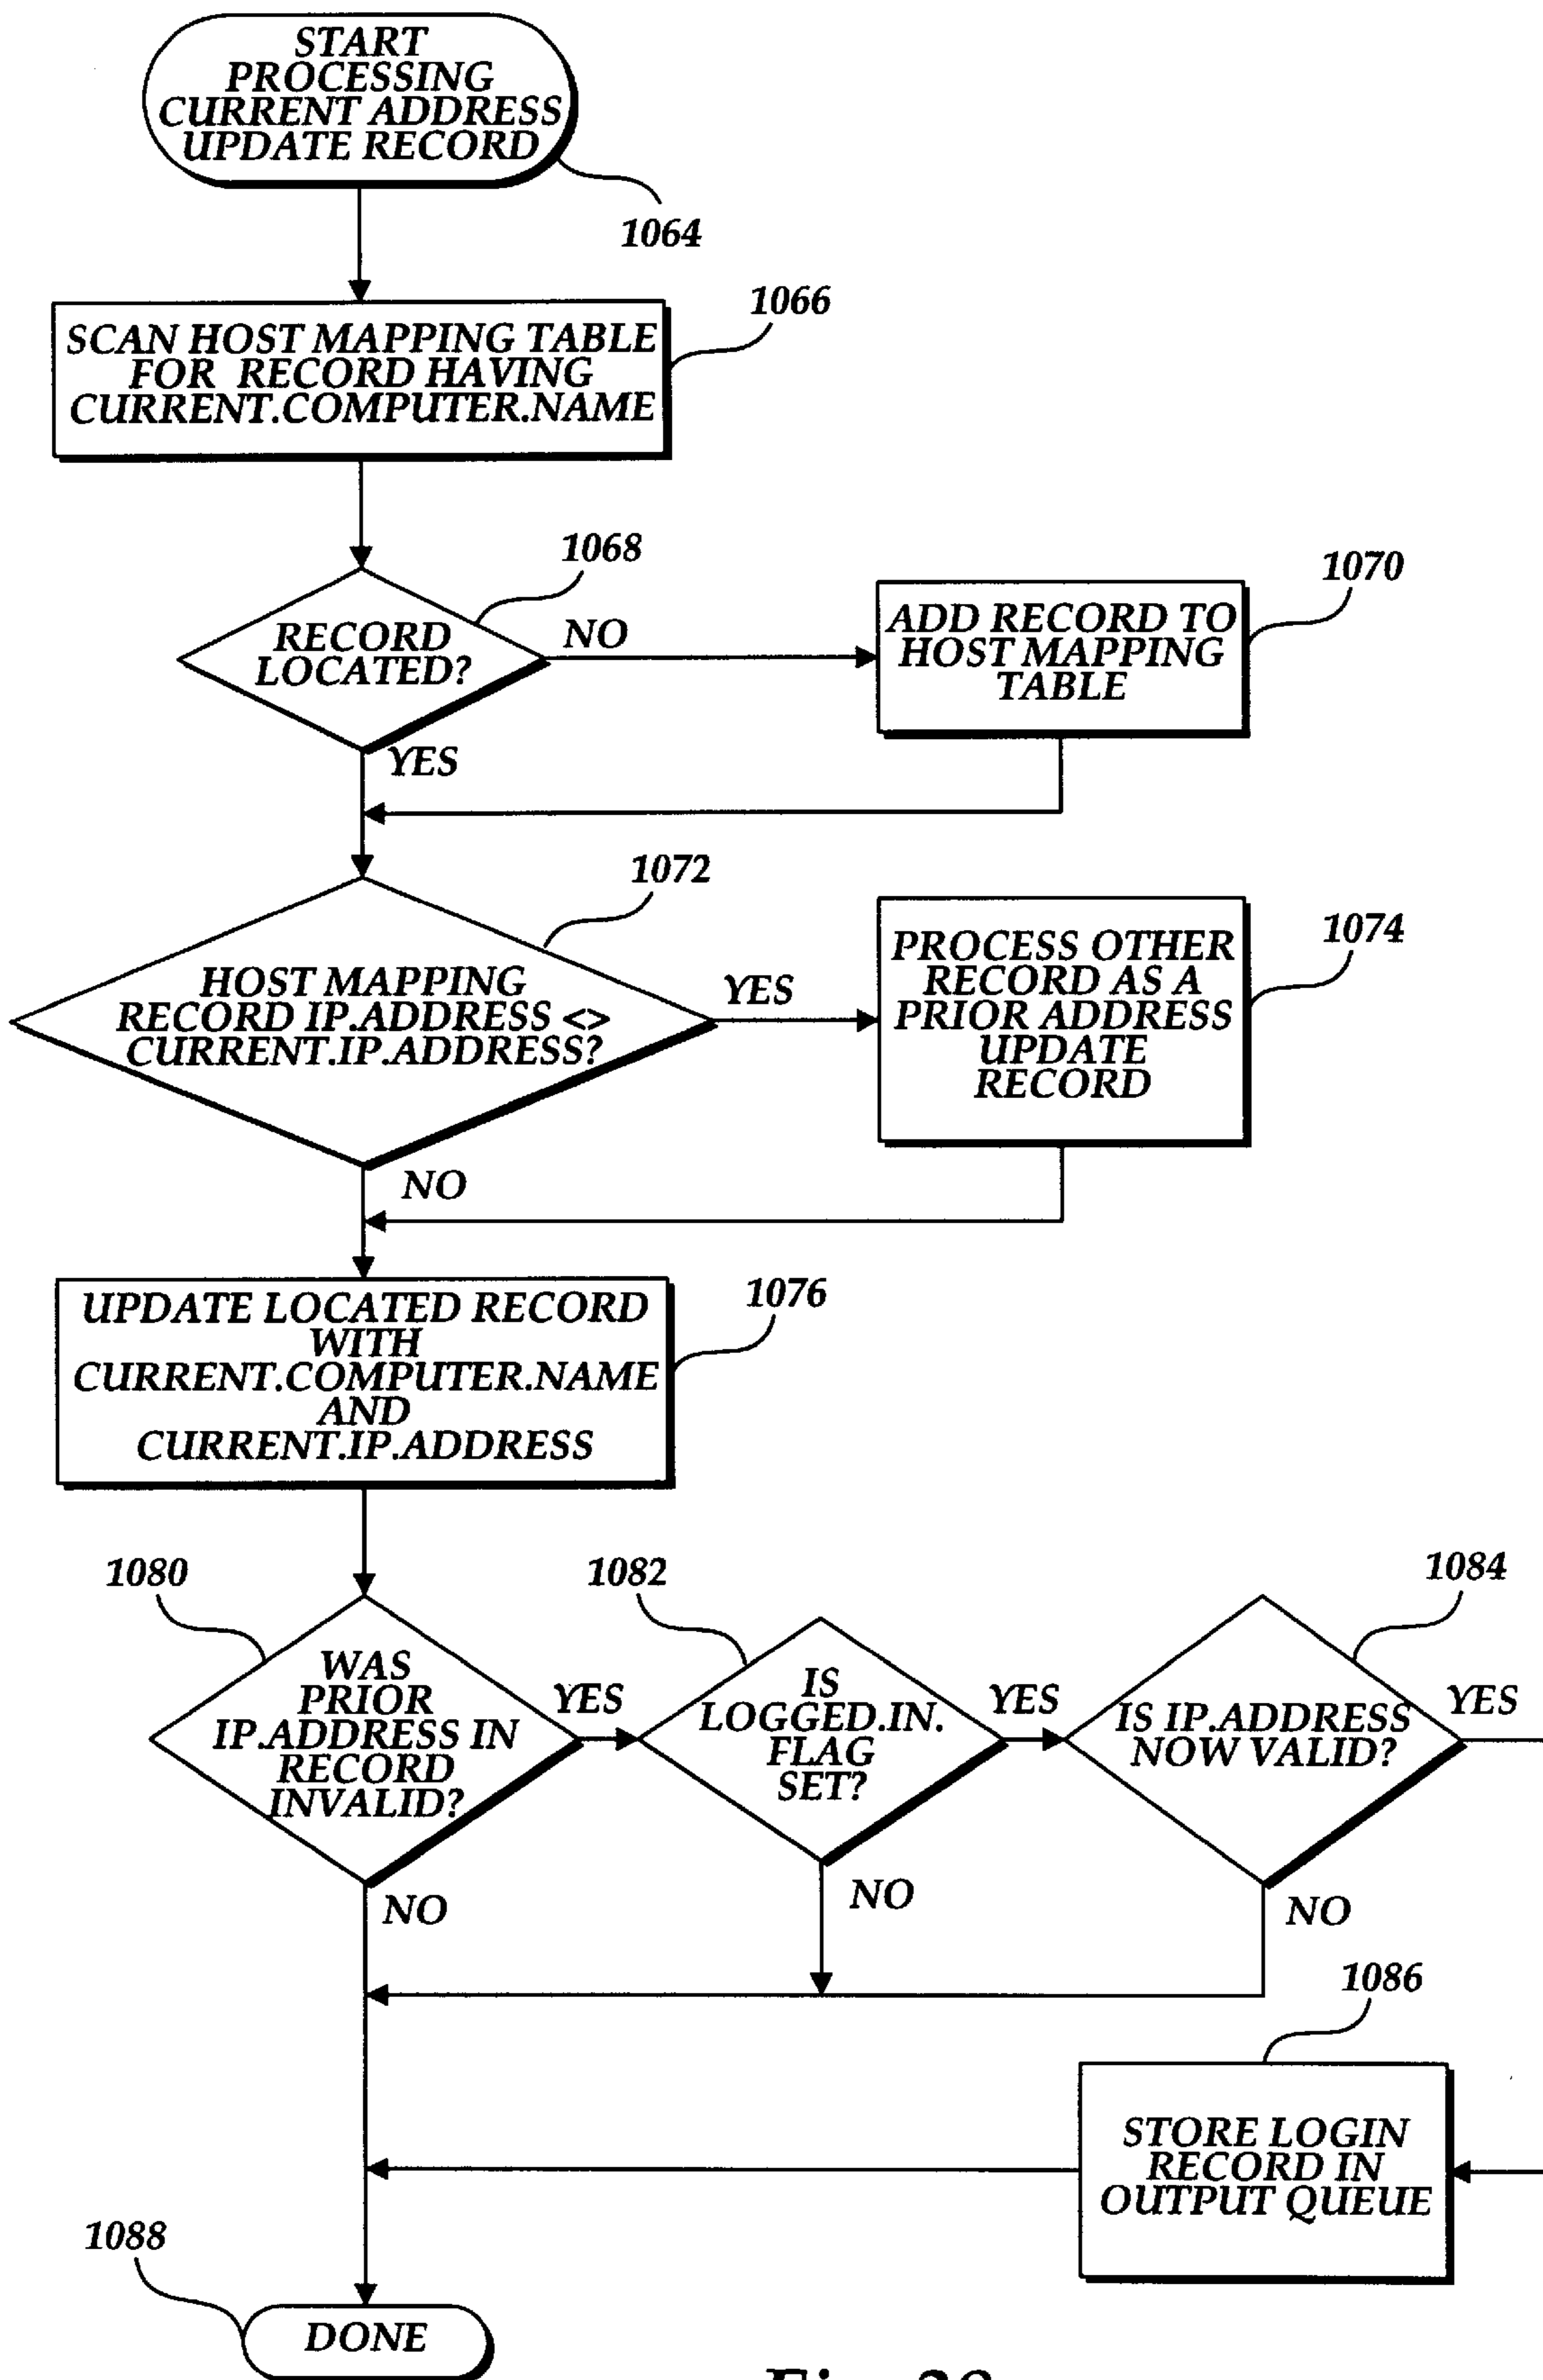 START
PROCESSING
CURRENT ADDRESS
UPDATE RECORD
1064
1066
SCAN HOST MAPPING TABLE
FOR RECORD HAVING
CURRENT.COMPUTER.NAME
1068
RECORD
LOCATED?
NO
YES
1070
ADD RECORD TO
HOST MAPPING
TABLE
1072
HOST MAPPING
RECORD IP.ADDRESS <>
CURRENT.IP.ADDRESS?
YES
NO
1074
PROCESS OTHER
RECORD AS A
PRIOR ADDRESS
UPDATE
RECORD
1076
UPDATE LOCATED RECORD
WITH
CURRENT.COMPUTER.NAME
AND
CURRENT.IP.ADDRESS
1080
WAS
PRIOR
IP.ADDRESS IN
RECORD
INVALID?
YES
NO
1082
IS
LOGGED.IN.
FLAG
SET?
YES
NO
1084
IS IP.ADDRESS
NOW VALID?
YES
NO
1086
STORE LOGIN
RECORD IN
OUTPUT QUEUE
1088
DONE